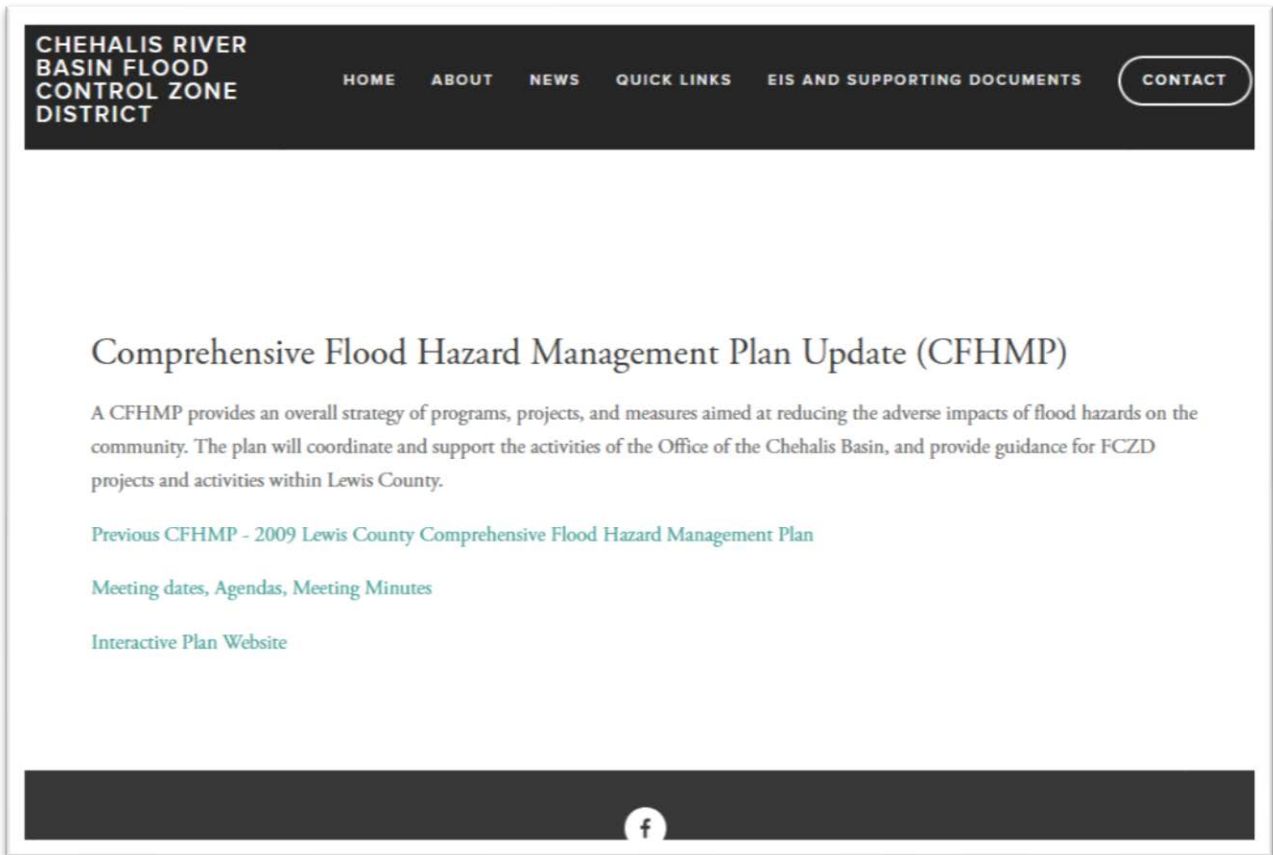 CHEHALIS RIVER
BASIN FLOOD
CONTROL ZONE
DISTRICT
HOME ABOUT NEWS QUICK LINKS EIS AND SUPPORTING DOCUMENTS CONTACT
Comprehensive Flood Hazard Management Plan Update (CFHMP)
A CFHMP provides an overall strategy of programs, projects, and measures aimed at reducing the adverse impacts of flood hazards on the
community. The plan will coordinate and support the activities of the Office of the Chehalis Basin, and provide guidance for FCZD
projects and activities within Lewis County.
Previous CFHMP - 2009 Lewis County Comprehensive Flood Hazard Management Plan
Meeting dates, Agendas, Meeting Minutes
Interactive Plan Website